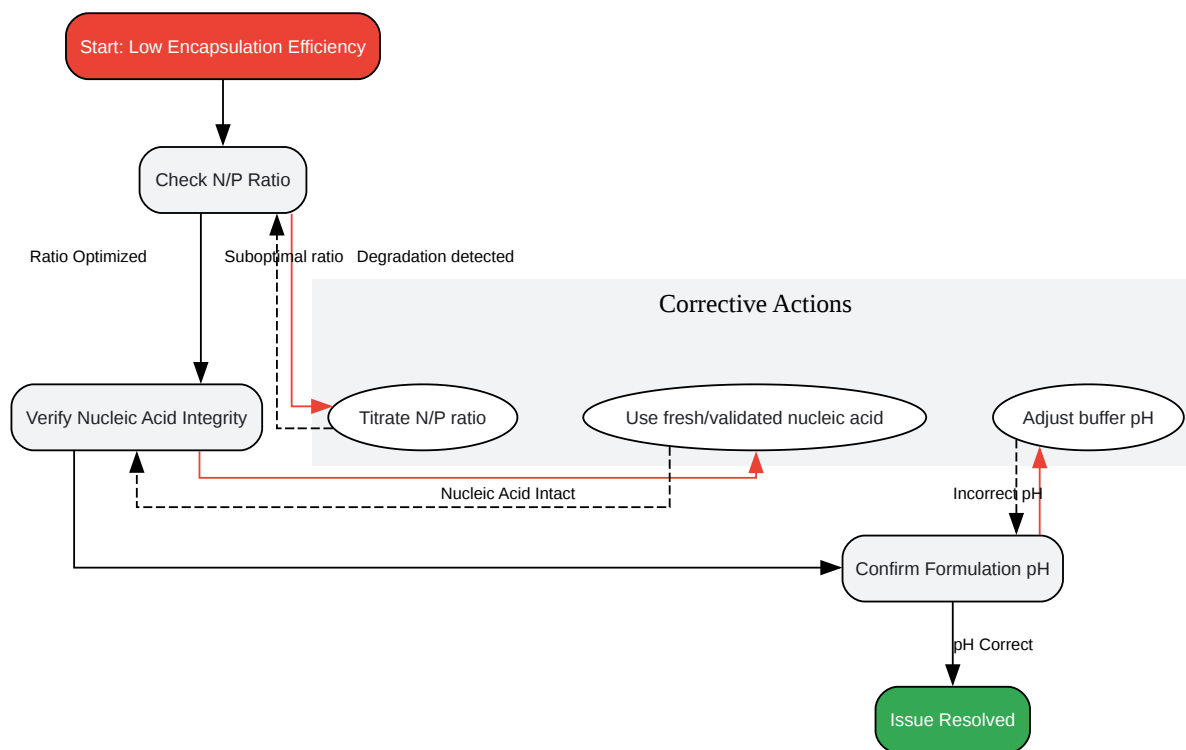 Start: Low Encapsulation Efficiency
Check N/P Ratio
Ratio Optimized
Suboptimal ratio
Degradation detected
Corrective Actions
Verify Nucleic Acid Integrity
Titrate N/P ratio
Use fresh/validated nucleic acid
Adjust buffer pH
Nucleic Acid Intact
Incorrect pH
Confirm Formulation pH
pH Correct
Issue Resolved